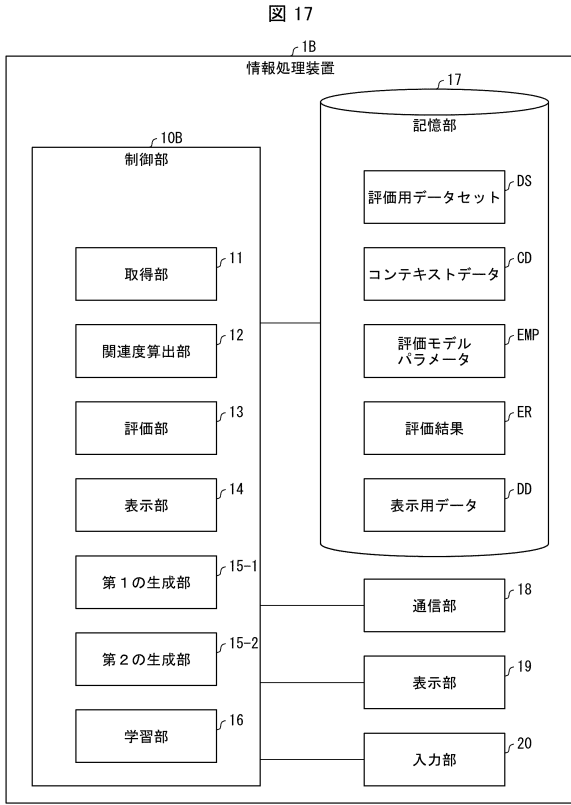 図 17
1B
情報処理装置
10B
制御部
取得部
11
関連度算出部
12
評価部
13
表示部
14
第１の生成部
15-1
第２の生成部
15-2
学習部
16
17
記憶部
評価用データセット
DS
コンテキストデータ
CD
評価モデル
パラメータ
EMP
評価結果
ER
表示用データ
DD
通信部
18
表示部
19
入力部
20